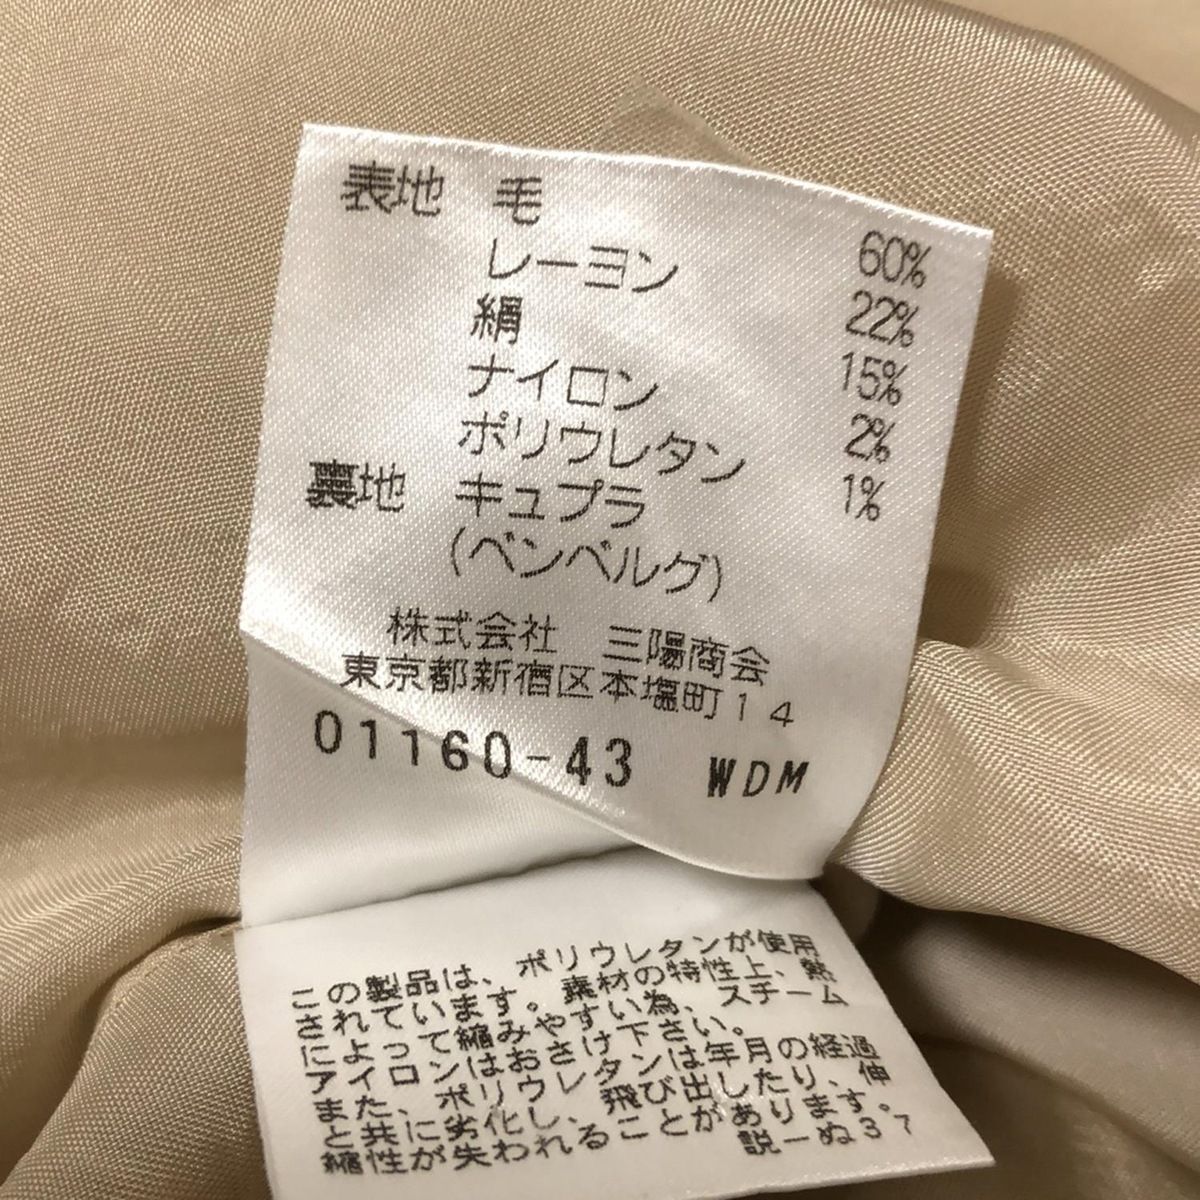 表地 毛 60%
レーヨン 22%
絹 15%
ナイロン 2%
ポリウレタン 1%
裏地 キュプラ
(ベンベルグ)
株式会社 三陽商会
東京都新宿区本塩町14
01160-43 WDM
この製品は、ポリウレタンが使用
されています。素材の特性上、熱
によって縮みやすい為、スチーム
アイロンはおさけ下さい。
また、ポリウレタンは年月の経過
と共に劣化し、飛び出したり、伸
縮性が失われることがあります。
説－ぬ37